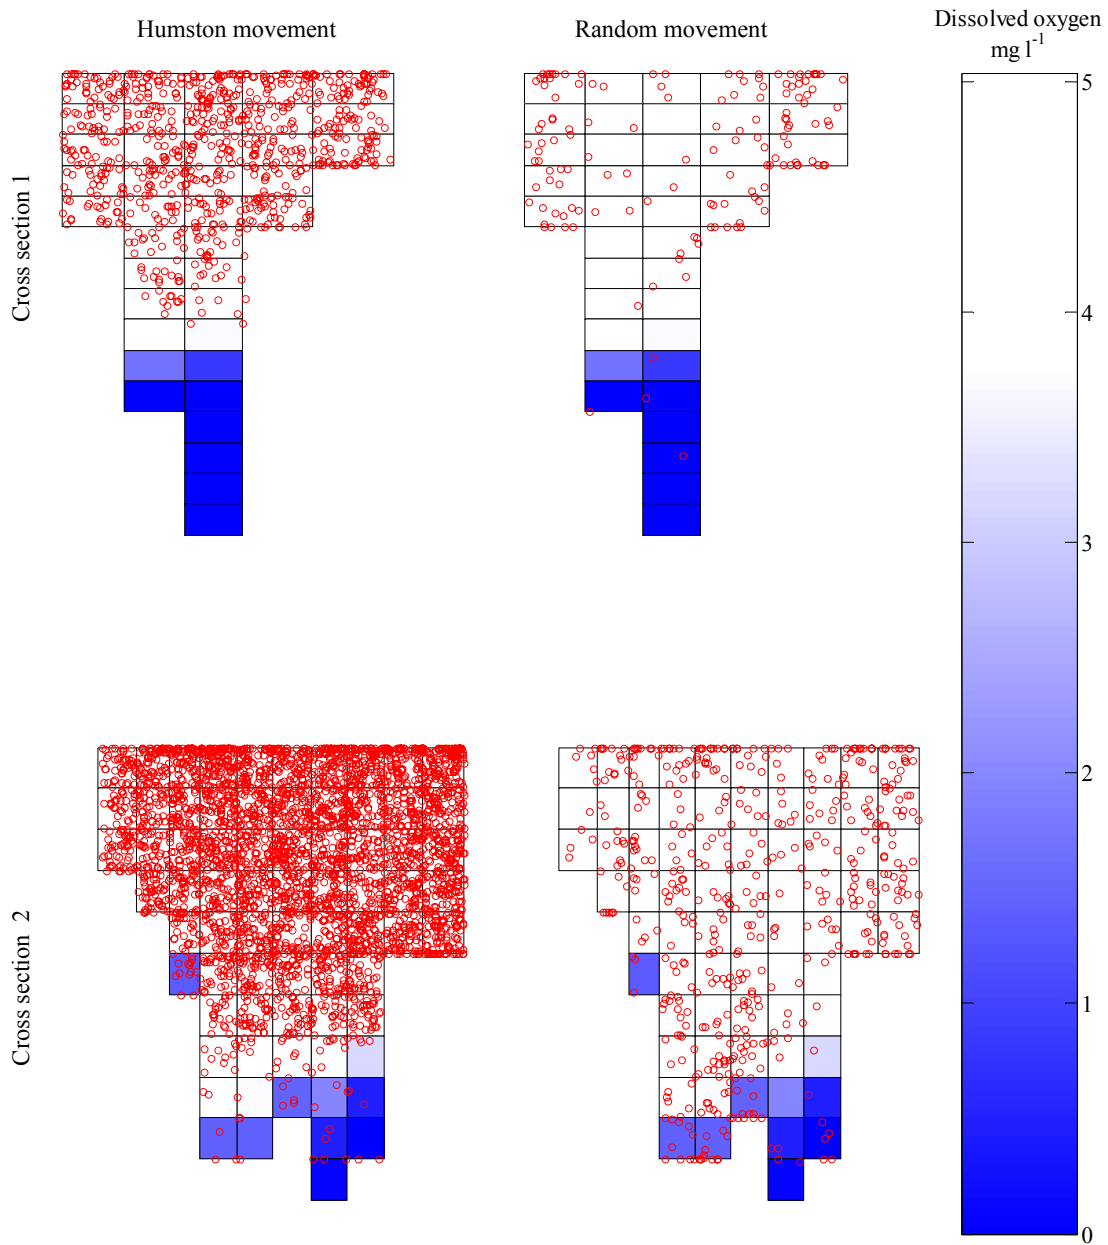 Humston movement
Random movement
Dissolved oxygen
mg l-1
Cross section 1
Cross section 2
5
4
3
2
1
0